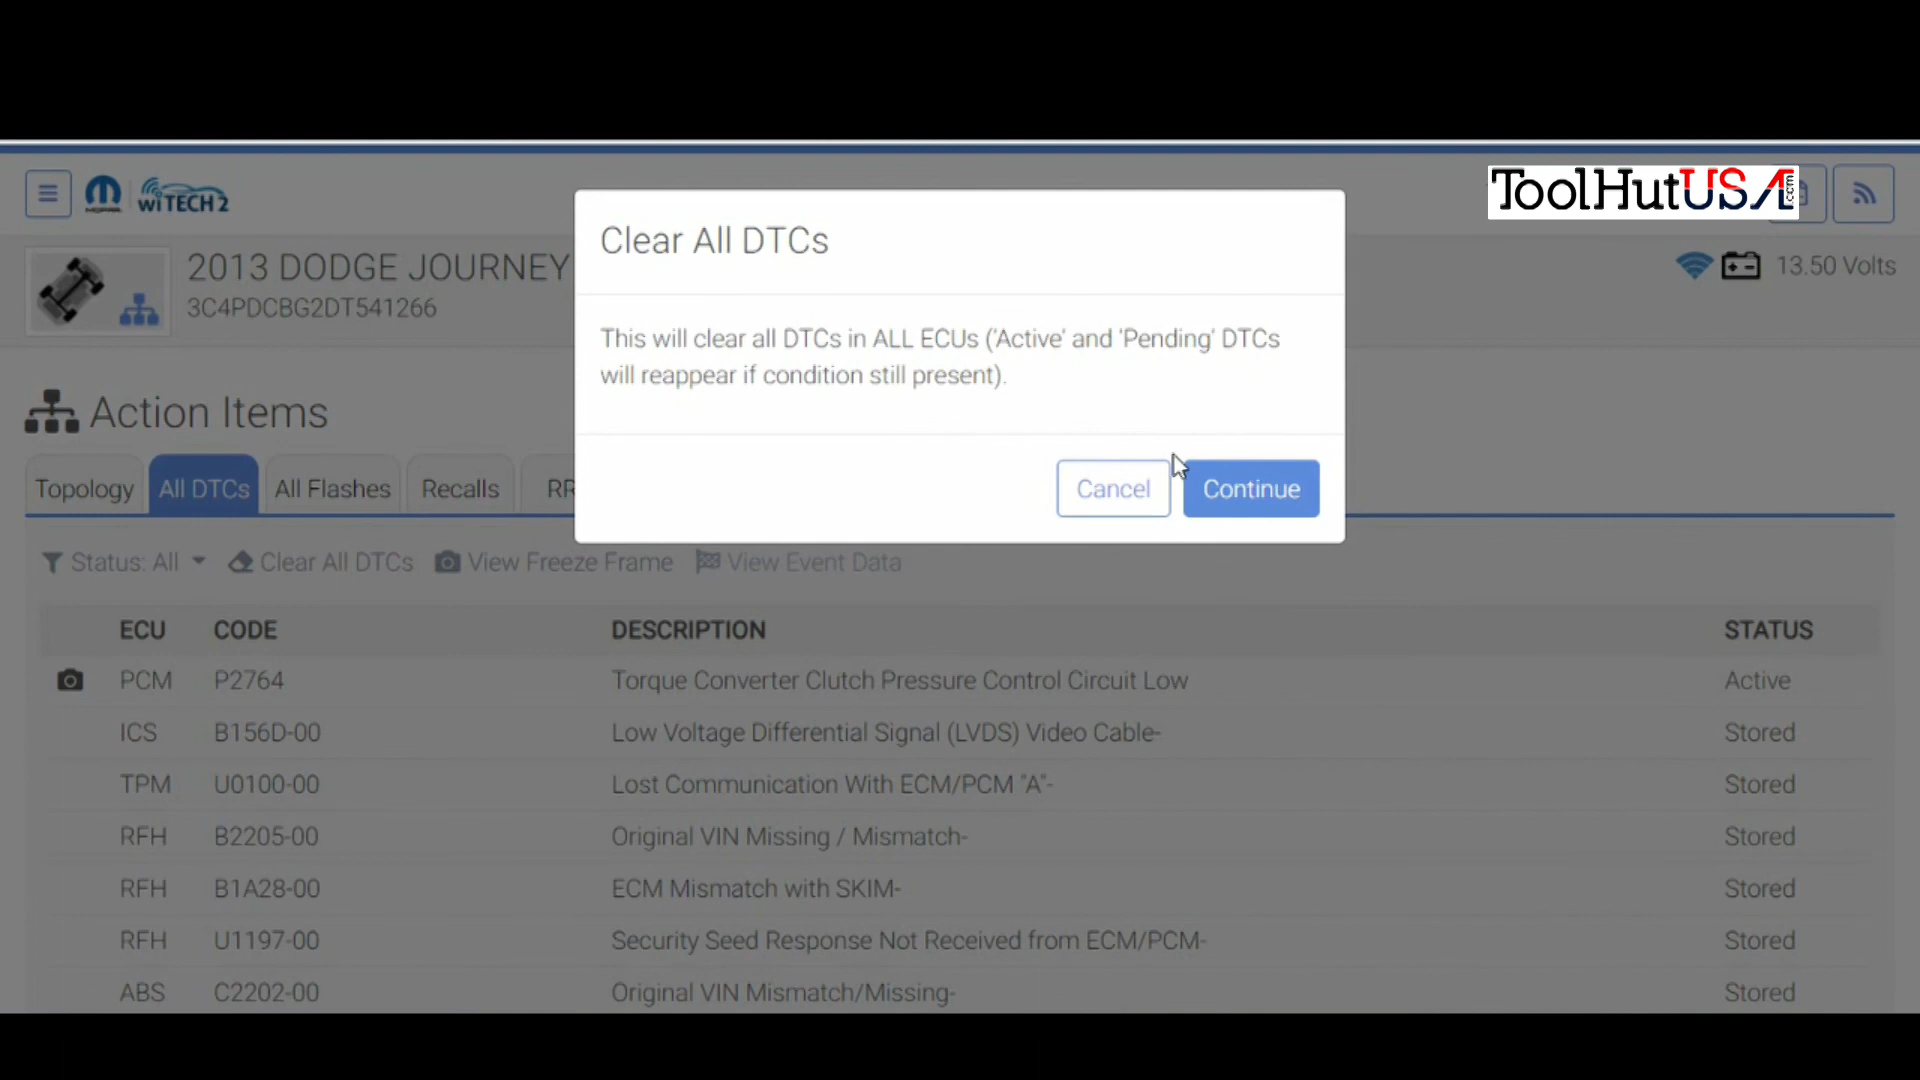 ToolHutUSA.com
wiTECH 2
2013 DODGE JOURNEY
3C4PDCBG2DT541266
13.50 Volts
Clear All DTCs
This will clear all DTCs in ALL ECUs ('Active' and 'Pending' DTCs
will reappear if condition still present).
Cancel
Continue
Action Items
Topology
All DTCs
All Flashes
Recalls
RR
Status: All
Clear All DTCs
View Freeze Frame
View Event Data
ECU CODE DESCRIPTION STATUS
PCM P2764 Torque Converter Clutch Pressure Control Circuit Low Active
ICS B156D-00 Low Voltage Differential Signal (LVDS) Video Cable- Stored
TPM U0100-00 Lost Communication With ECM/PCM "A"- Stored
RFH B2205-00 Original VIN Missing / Mismatch- Stored
RFH B1A28-00 ECM Mismatch with SKIM- Stored
RFH U1197-00 Security Seed Response Not Received from ECM/PCM- Stored
ABS C2202-00 Original VIN Mismatch/Missing- Stored